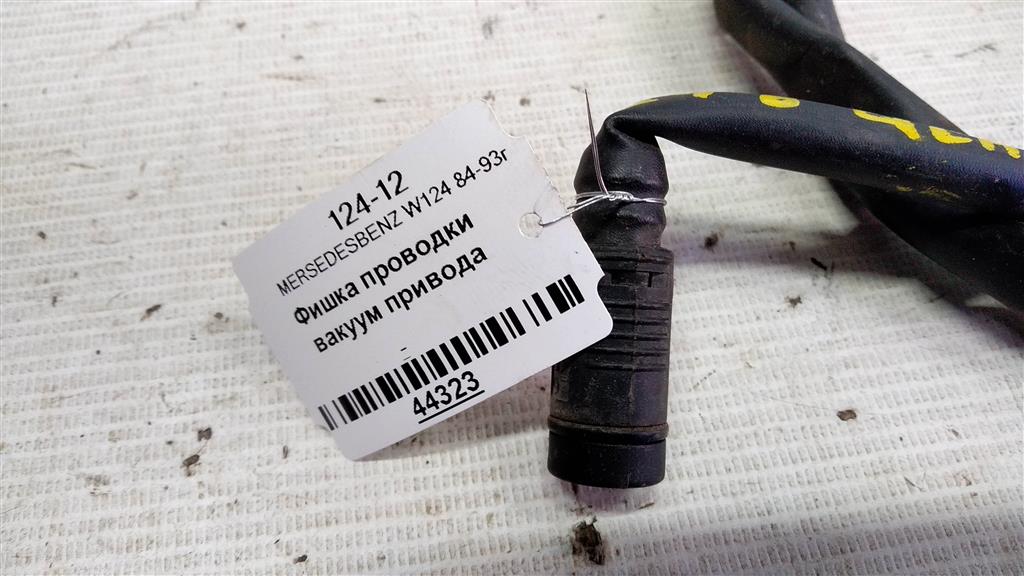 124-12
MERSEDESBENZ W124 84-93г
Фишка проводки
вакуум привода
-
44323